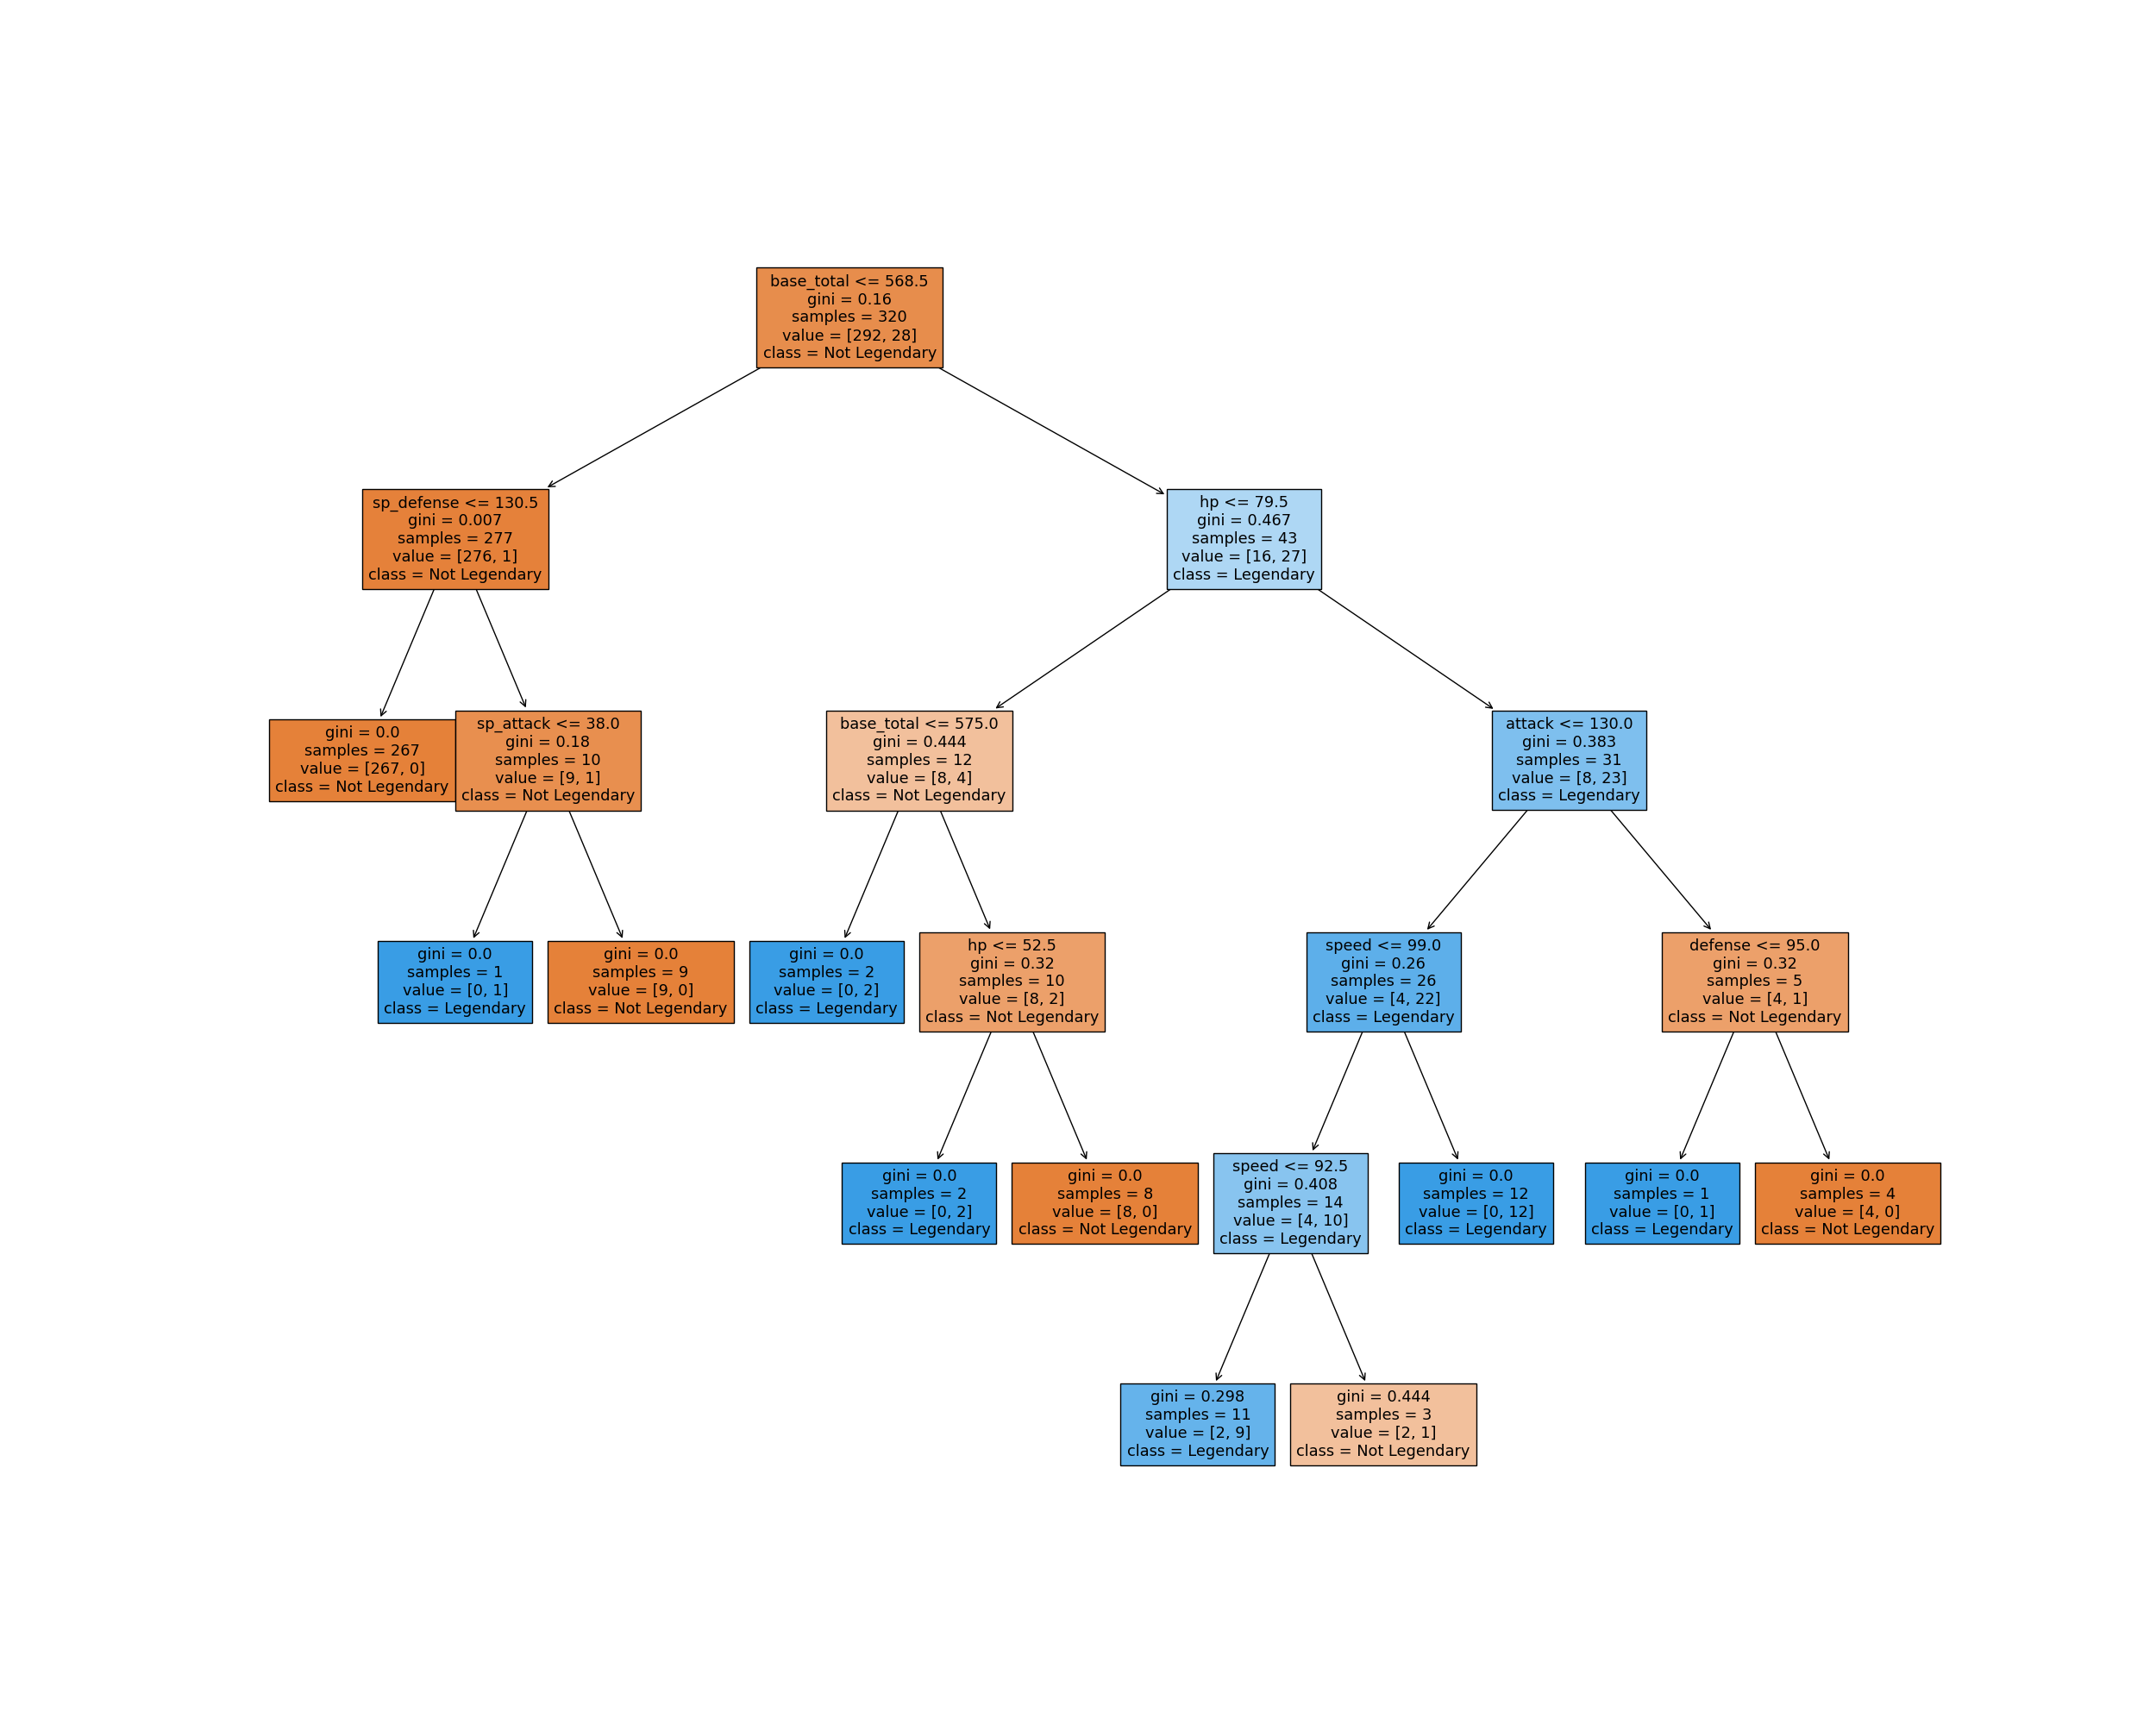 base_total <= 568.5
gini = 0.16
samples = 320
value = [292, 28]
class = Not Legendary
sp_defense <= 130.5
gini = 0.007
samples = 277
value = [276, 1]
class = Not Legendary
hp <= 79.5
gini = 0.467
samples = 43
value = [16, 27]
class = Legendary
gini = 0.0
samples = 267
value = [267, 0]
class = Not Legendary
sp_attack <= 38.0
gini = 0.18
samples = 10
value = [9, 1]
class = Not Legendary
base_total <= 575.0
gini = 0.444
samples = 12
value = [8, 4]
class = Not Legendary
attack <= 130.0
gini = 0.383
samples = 31
value = [8, 23]
class = Legendary
gini = 0.0
samples = 1
value = [0, 1]
class = Legendary
gini = 0.0
samples = 9
value = [9, 0]
class = Not Legendary
gini = 0.0
samples = 2
value = [0, 2]
class = Legendary
hp <= 52.5
gini = 0.32
samples = 10
value = [8, 2]
class = Not Legendary
speed <= 99.0
gini = 0.26
samples = 26
value = [4, 22]
class = Legendary
defense <= 95.0
gini = 0.32
samples = 5
value = [4, 1]
class = Not Legendary
gini = 0.0
samples = 2
value = [0, 2]
class = Legendary
gini = 0.0
samples = 8
value = [8, 0]
class = Not Legendary
speed <= 92.5
gini = 0.408
samples = 14
value = [4, 10]
class = Legendary
gini = 0.0
samples = 12
value = [0, 12]
class = Legendary
gini = 0.0
samples = 1
value = [0, 1]
class = Legendary
gini = 0.0
samples = 4
value = [4, 0]
class = Not Legendary
gini = 0.298
samples = 11
value = [2, 9]
class = Legendary
gini = 0.444
samples = 3
value = [2, 1]
class = Not Legendary